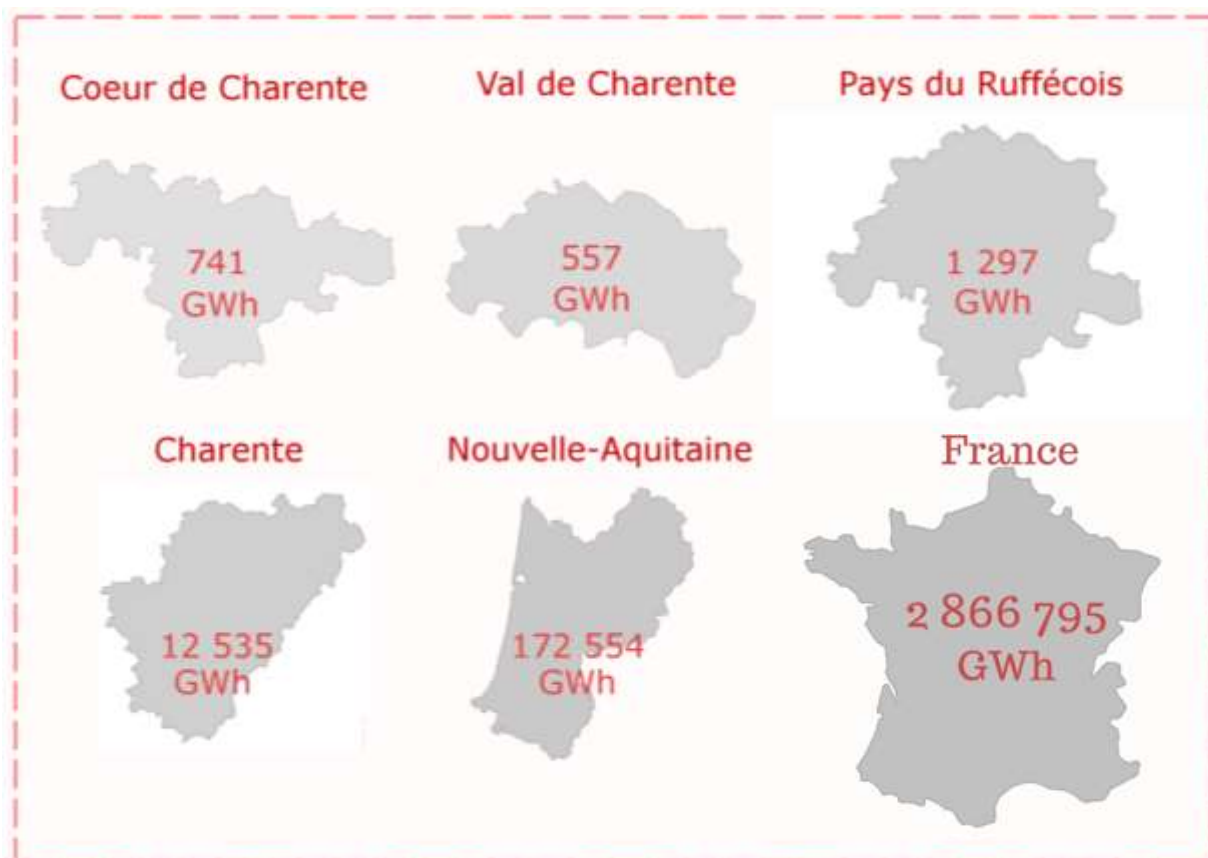 Coeur de Charente
Val de Charente
Pays du Ruffécois
741
GWh
557
GWh
1 297
GWh
Charente
Nouvelle-Aquitaine
France
12 535
GWh
172 554
GWh
2 866 795
GWh